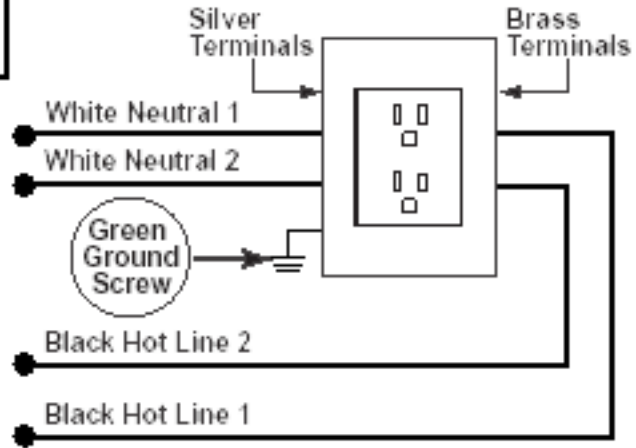 Silver
Terminals
Brass
Terminals
White Neutral 1
White Neutral 2
Green
Ground
Screw
Black Hot Line 2
Black Hot Line 1